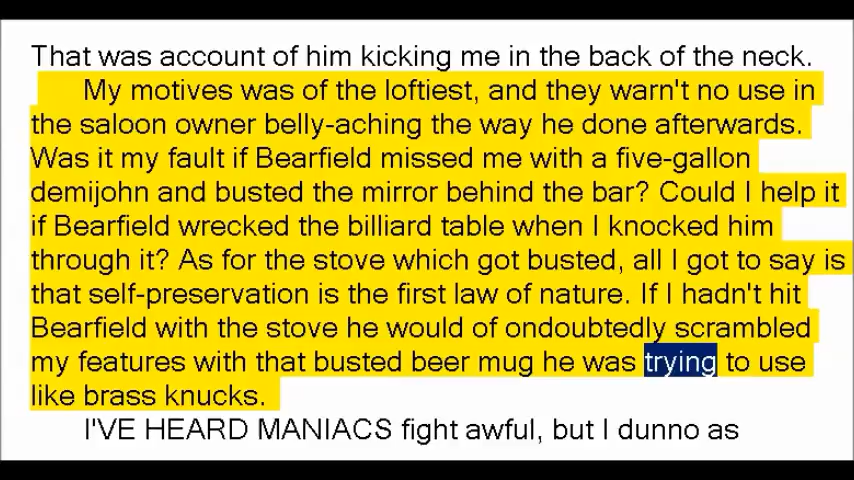 That was account of him kicking me in the back of the neck.
My motives was of the loftiest, and they warn't no use in
the saloon owner belly-aching the way he done afterwards.
Was it my fault if Bearfield missed me with a five-gallon
demijohn and busted the mirror behind the bar? Could I help it
if Bearfield wrecked the billiard table when I knocked him
through it? As for the stove which got busted, all I got to say is
that self-preservation is the first law of nature. If I hadn't hit
Bearfield with the stove he would of ondoubtedly scrambled
my features with that busted beer mug he was trying to use
like brass knucks.
I'VE HEARD MANIACS fight awful, but I dunno as